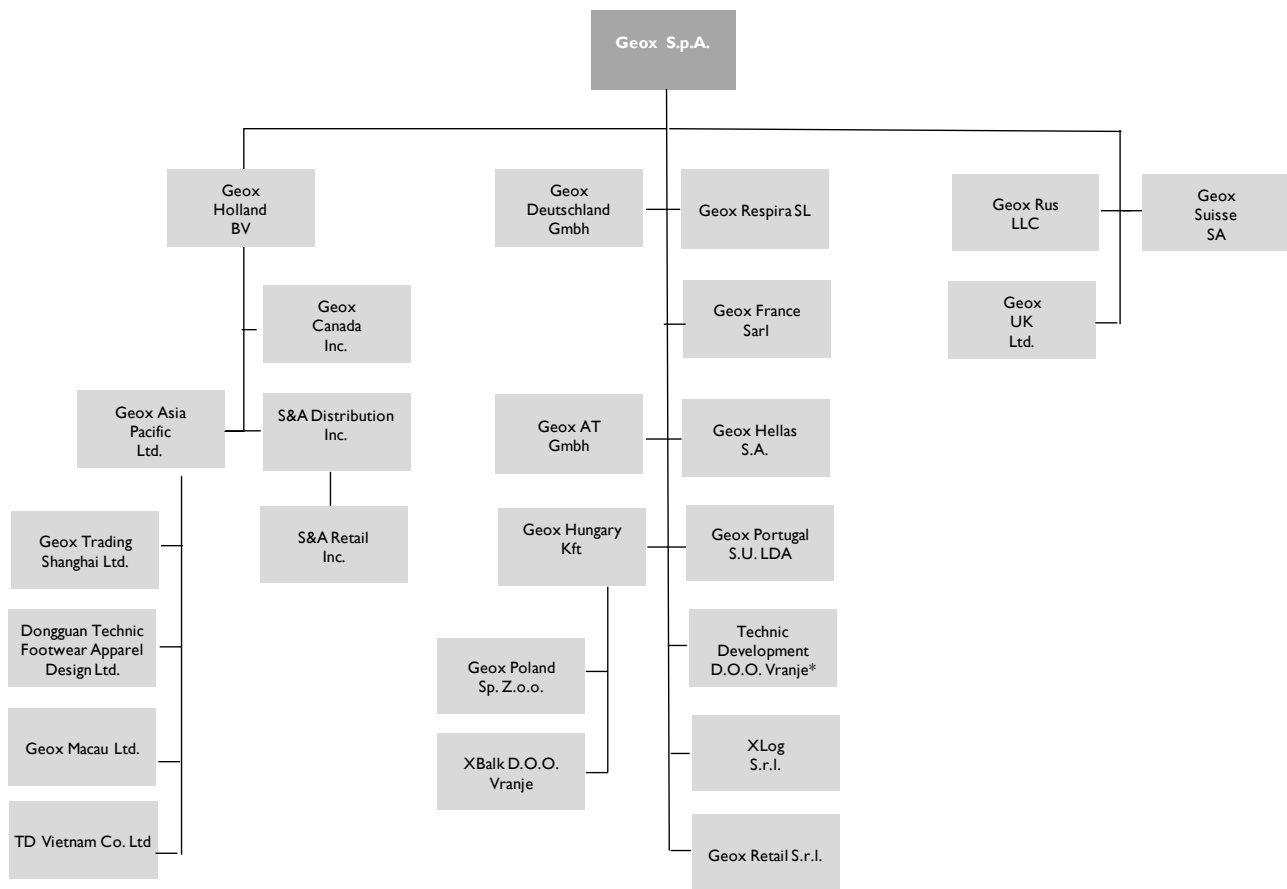 Geox S.p.A.
Geox
Holland
BV
Geox
Deutschland
Gmbh
Geox Respira SL
Geox Rus
LLC
Geox
Suisse
SA
Geox
Canada
Inc.
Geox France
Sarl
Geox
UK
Ltd.
Geox Asia
Pacific
Ltd.
S&A Distribution
Inc.
Geox AT
Gmbh
Geox Hellas
S.A.
Geox Trading
Shanghai Ltd.
S&A Retail
Inc.
Geox Hungary
Kft
Geox Portugal
S.U. LDA
Dongguan Technic
Footwear Apparel
Design Ltd.
Geox Poland
Sp. Z.o.o.
Technic
Development
D.O.O. Vranje*
Geox Macau Ltd.
XBalk D.O.O.
Vranje
XLog
S.r.l.
TD Vietnam Co. Ltd
Geox Retail S.r.l.